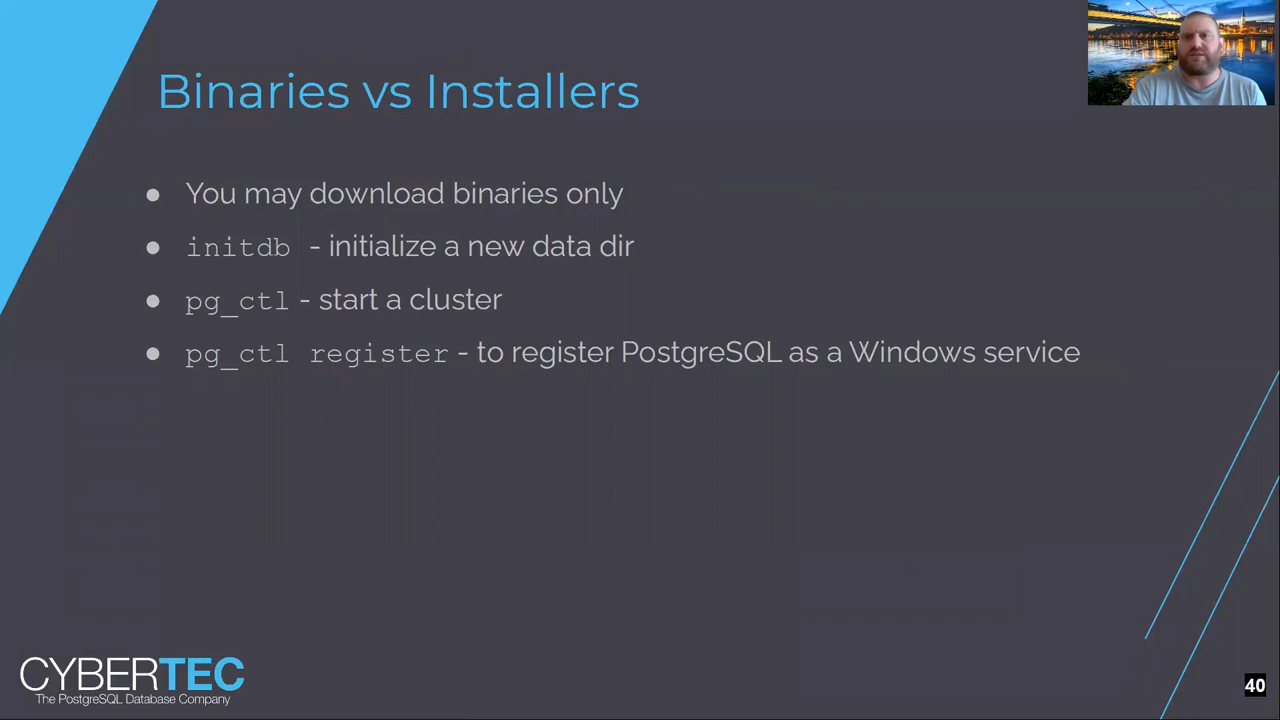 Binaries vs Installers
● You may download binaries only
● initdb - initialize a new data dir
● pg_ctl - start a cluster
● pg_ctl register - to register PostgreSQL as a Windows service
CYBERTEC
The PostgreSQL Database Company
40